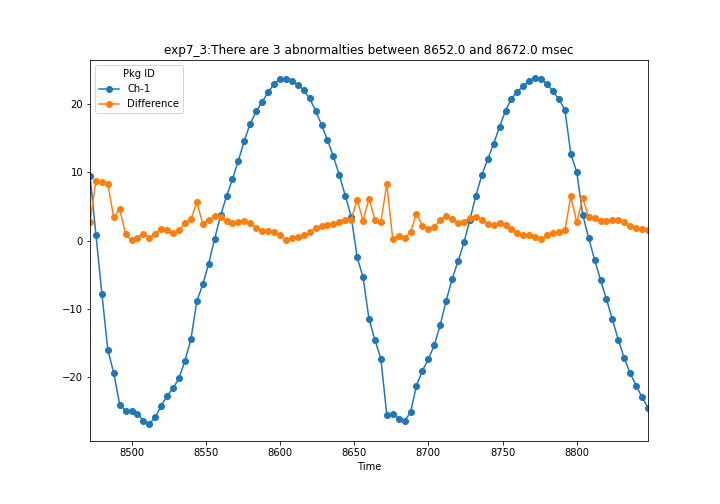 exp7_3:There are 3 abnormalties between 8652.0 and 8672.0 msec
Pkg ID
Ch-1
Difference
20
10
0
−10
−20
8500
8550
8600
8650
8700
8750
8800
Time